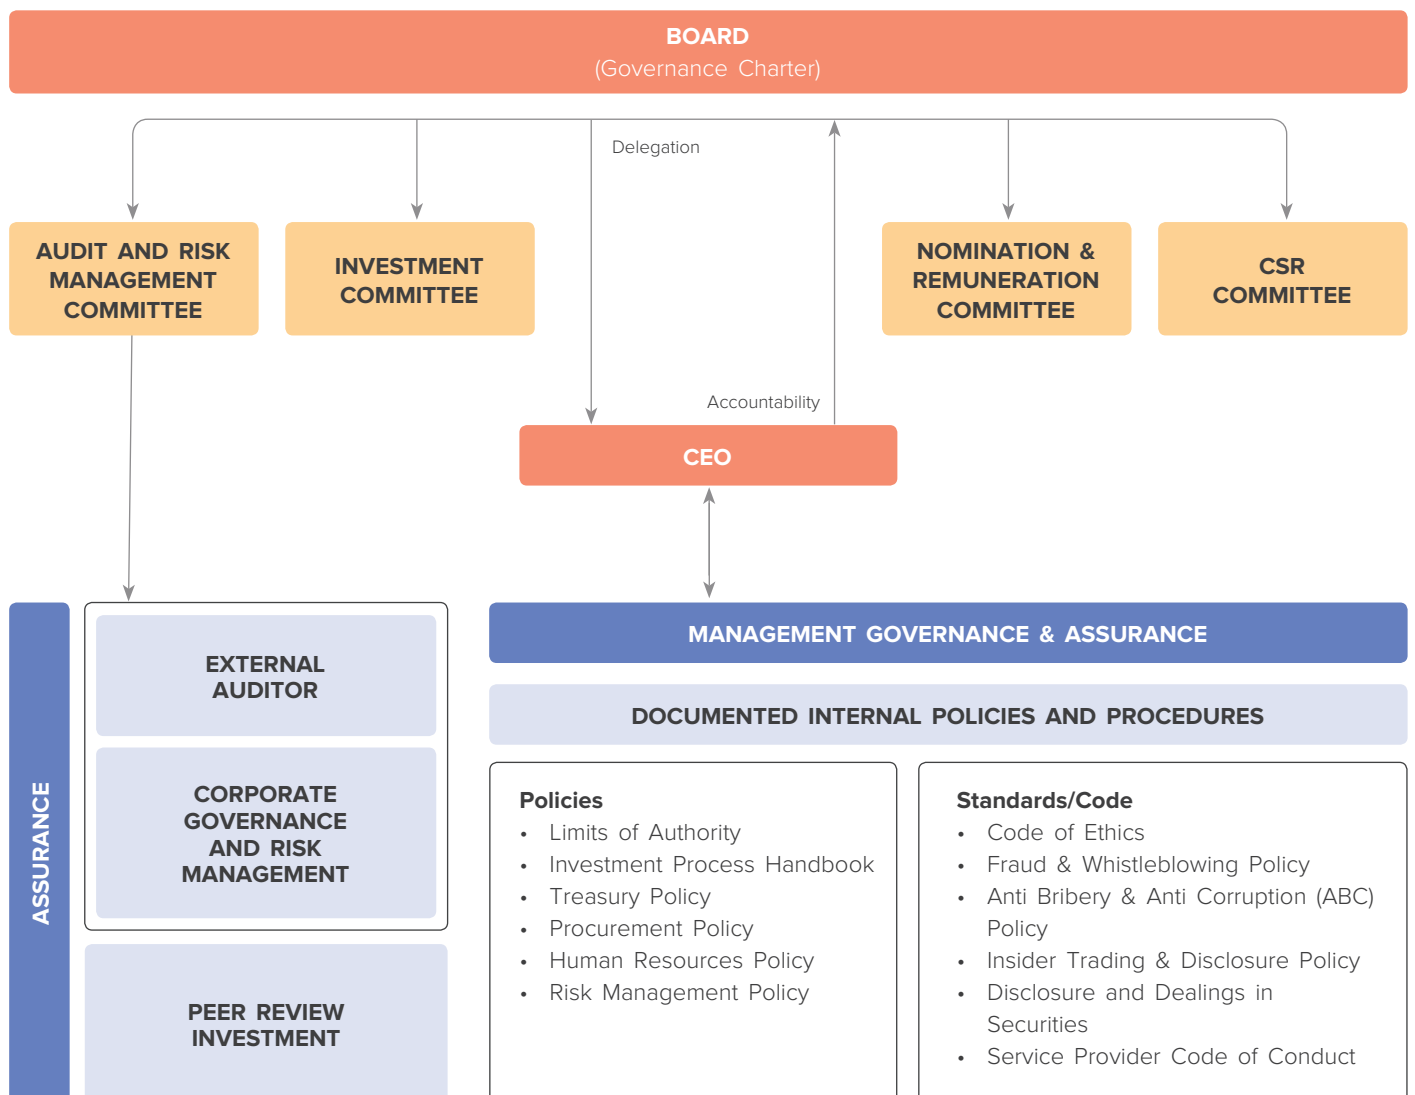 BOARD
(Governance Charter)
Delegation
AUDIT AND RISK
MANAGEMENT
COMMITTEE
INVESTMENT
COMMITTEE
NOMINATION &
REMUNERATION
COMMITTEE
CSR
COMMITTEE
Accountability
CEO
ASSURANCE
EXTERNAL
AUDITOR
CORPORATE
GOVERNANCE
AND RISK
MANAGEMENT
PEER REVIEW
INVESTMENT
MANAGEMENT GOVERNANCE & ASSURANCE
DOCUMENTED INTERNAL POLICIES AND PROCEDURES
Policies
• Limits of Authority
• Investment Process Handbook
• Treasury Policy
• Procurement Policy
• Human Resources Policy
• Risk Management Policy
Standards/Code
• Code of Ethics
• Fraud & Whistleblowing Policy
• Anti Bribery & Anti Corruption (ABC)
Policy
• Insider Trading & Disclosure Policy
• Disclosure and Dealings in
Securities
• Service Provider Code of Conduct